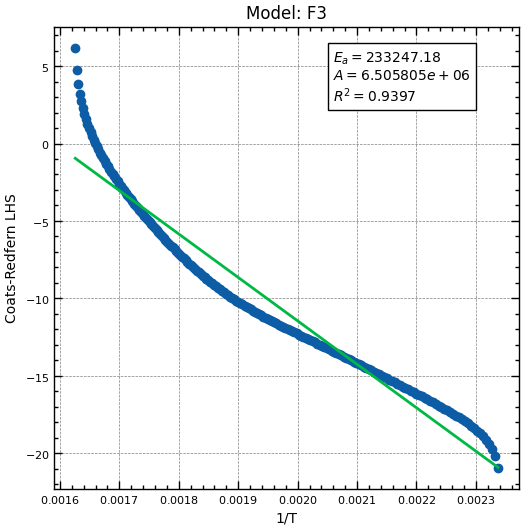 Model: F3
E_a = 233247.18
A = 6.505805e + 06
R^2 = 0.9397
Coats-Redfern LHS
5
0
−5
−10
−15
−20
0.0016 0.0017 0.0018 0.0019 0.0020 0.0021 0.0022 0.0023
1/T